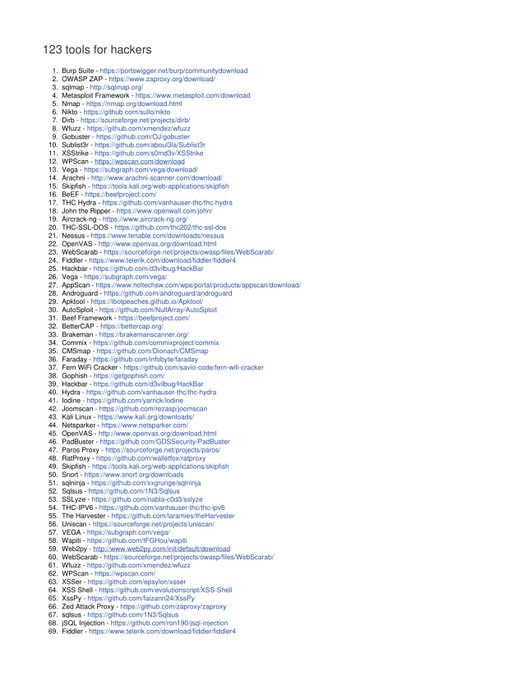 123 tools for hackers
1. Burp Suite - https://portswigger.net/burp/communitydownload
2. OWASP ZAP - https://www.zaproxy.org/download/
3. sqlmap - http://sqlmap.org/
4. Metasploit Framework - https://www.metasploit.com/download
5. Nmap - https://nmap.org/download.html
6. Nikto - https://github.com/sullo/nikto
7. Dirb - https://sourceforge.net/projects/dirb/
8. Wfuzz - https://github.com/xmendez/wfuzz
9. Gobuster - https://github.com/OJ/gobuster
10. Sublist3r - https://github.com/aboul3la/Sublist3r
11. XSStrike - https://github.com/s0md3v/XSStrike
12. WPScan - https://wpscan.com/download
13. Vega - https://subgraph.com/vega/download/
14. Arachni - http://www.arachni-scanner.com/download/
15. Skipfish - https://tools.kali.org/web-applications/skipfish
16. BeEF - https://beefproject.com/
17. THC Hydra - https://github.com/vanhauser-thc/thc-hydra
18. John the Ripper - https://www.openwall.com/john/
19. Aircrack-ng - https://www.aircrack-ng.org/
20. THC-SSL-DOS - https://github.com/thc202/thc-ssl-dos
21. Nessus - https://www.tenable.com/downloads/nessus
22. OpenVAS - http://www.openvas.org/download.html
23. WebScarab - https://sourceforge.net/projects/owasp/files/WebScarab/
24. Fiddler - https://www.telerik.com/download/fiddler/fiddler4
25. Hackbar - https://github.com/d3vilbug/HackBar
26. Vega - https://subgraph.com/vega/
27. AppScan - https://www.hcltechsw.com/wps/portal/products/appscan/download/
28. Androguard - https://github.com/androguard/androguard
29. Apktool - https://ibotpeaches.github.io/Apktool/
30. AutoSploit - https://github.com/NullArray/AutoSploit
31. Beef Framework - https://beefproject.com/
32. BetterCAP - https://bettercap.org/
33. Brakeman - https://brakemanscanner.org/
34. Commix - https://github.com/commixproject/commix
35. CMSmap - https://github.com/Dionach/CMSmap
36. Faraday - https://github.com/infobyte/faraday
37. Fern WiFi Cracker - https://github.com/savio-code/fern-wifi-cracker
38. Gophish - https://getgophish.com/
39. Hackbar - https://github.com/d3vilbug/HackBar
40. Hydra - https://github.com/vanhauser-thc/thc-hydra
41. Iodine - https://github.com/yarrick/iodine
42. Joomscan - https://github.com/rezasp/joomscan
43. Kali Linux - https://www.kali.org/downloads/
44. Netsparker - https://www.netsparker.com/
45. OpenVAS - http://www.openvas.org/download.html
46. PadBuster - https://github.com/GDSSecurity/PadBuster
47. Paros Proxy - https://sourceforge.net/projects/paros/
48. RatProxy - https://github.com/walletfox/ratproxy
49. Skipfish - https://tools.kali.org/web-applications/skipfish
50. Snort - https://www.snort.org/downloads
51. sqlninja - https://github.com/xxgrunge/sqlninja
52. Sqlsus - https://github.com/1N3/Sqlsus
53. SSLyze - https://github.com/nabla-c0d3/sslyze
54. THC-IPV6 - https://github.com/vanhauser-thc/thc-ipv6
55. The Harvester - https://github.com/laramies/theHarvester
56. Uniscan - https://sourceforge.net/projects/uniscan/
57. VEGA - https://subgraph.com/vega/
58. Wapiti - https://github.com/IFGHou/wapiti
59. Web2py - http://www.web2py.com/init/default/download
60. WebScarab - https://sourceforge.net/projects/owasp/files/WebScarab/
61. Wfuzz - https://github.com/xmendez/wfuzz
62. WPScan - https://wpscan.com/
63. XSSer - https://github.com/epsylon/xsser
64. XSS Shell - https://github.com/evolutionscript/XSS-Shell
65. XssPy - https://github.com/faizann24/XssPy
66. Zed Attack Proxy - https://github.com/zaproxy/zaproxy
67. sqlsus - https://github.com/1N3/Sqlsus
68. jSQL Injection - https://github.com/ron190/jsql-injection
69. Fiddler - https://www.telerik.com/download/fiddler/fiddler4